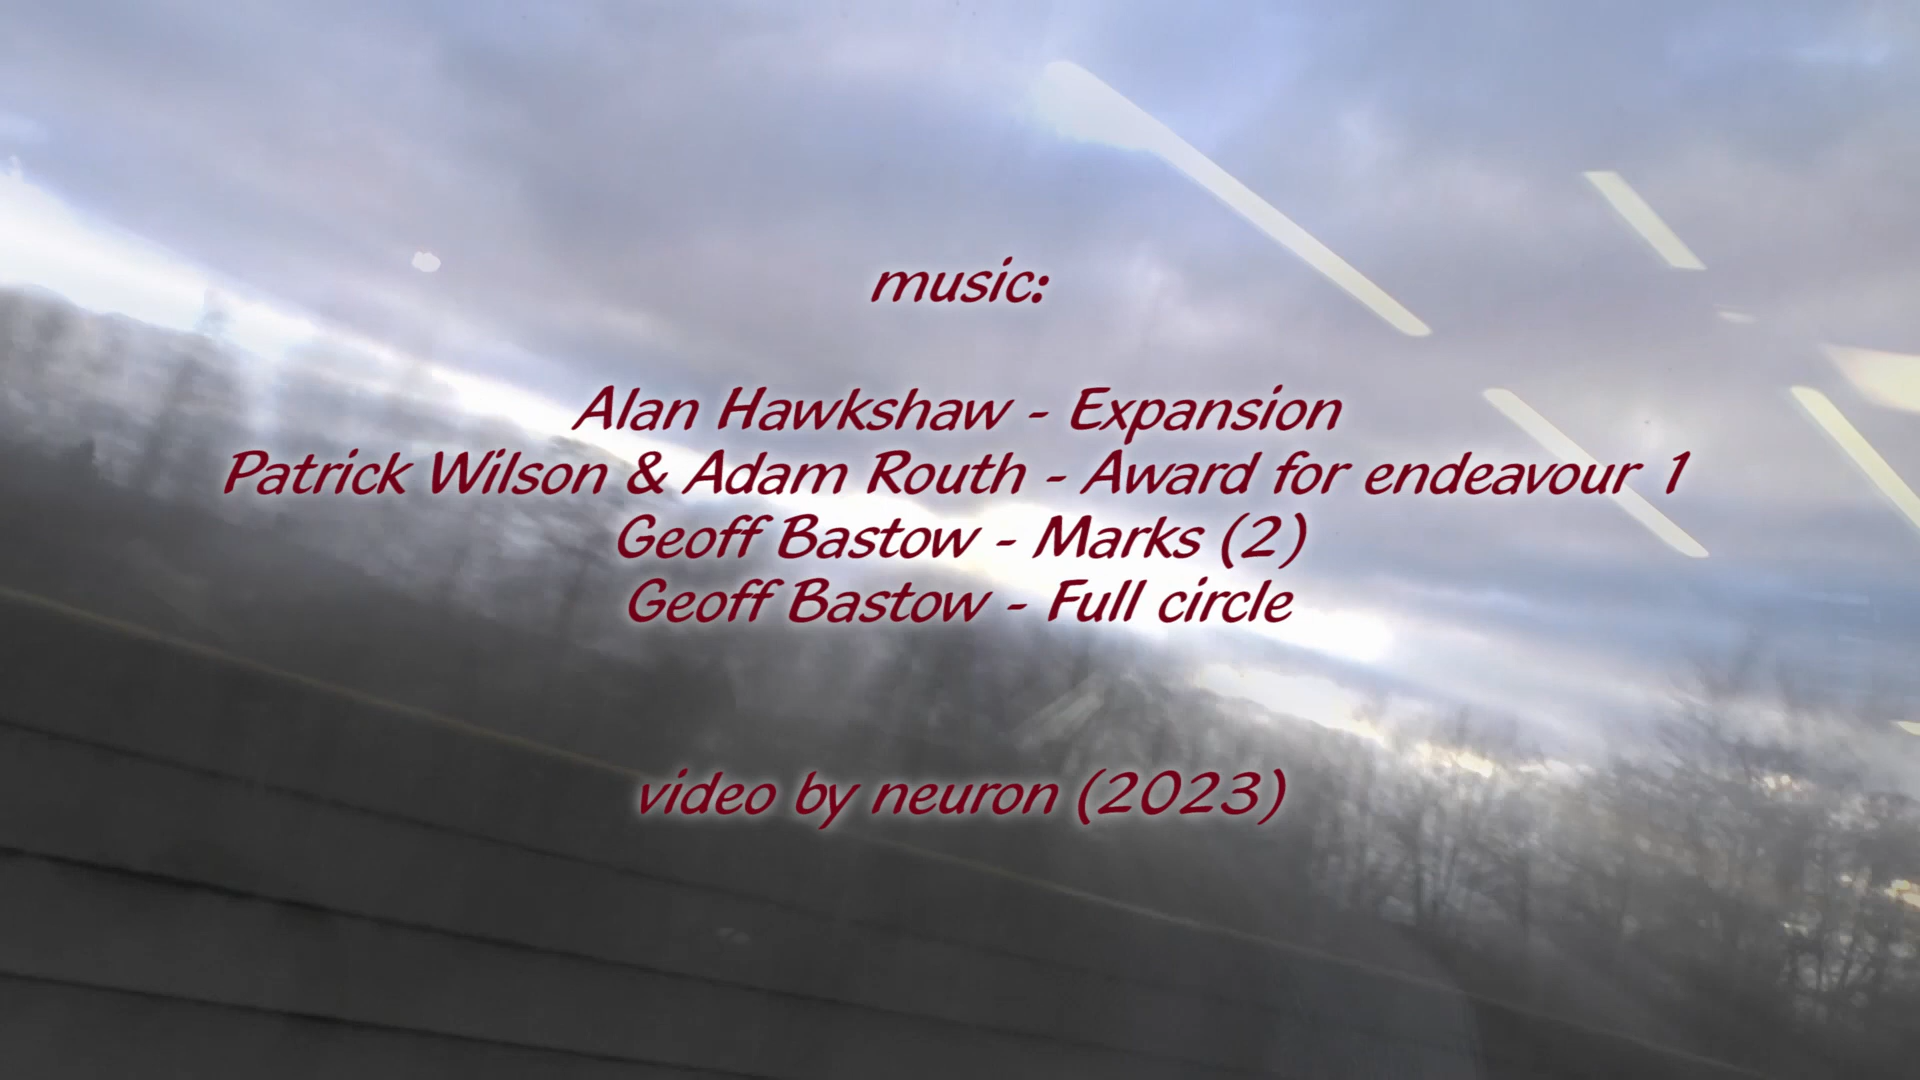 music:
Alan Hawkshaw - Expansion
Patrick Wilson & Adam Routh - Award for endeavour 1
Geoff Bastow - Marks (2)
Geoff Bastow - Full circle
video by neuron (2023)